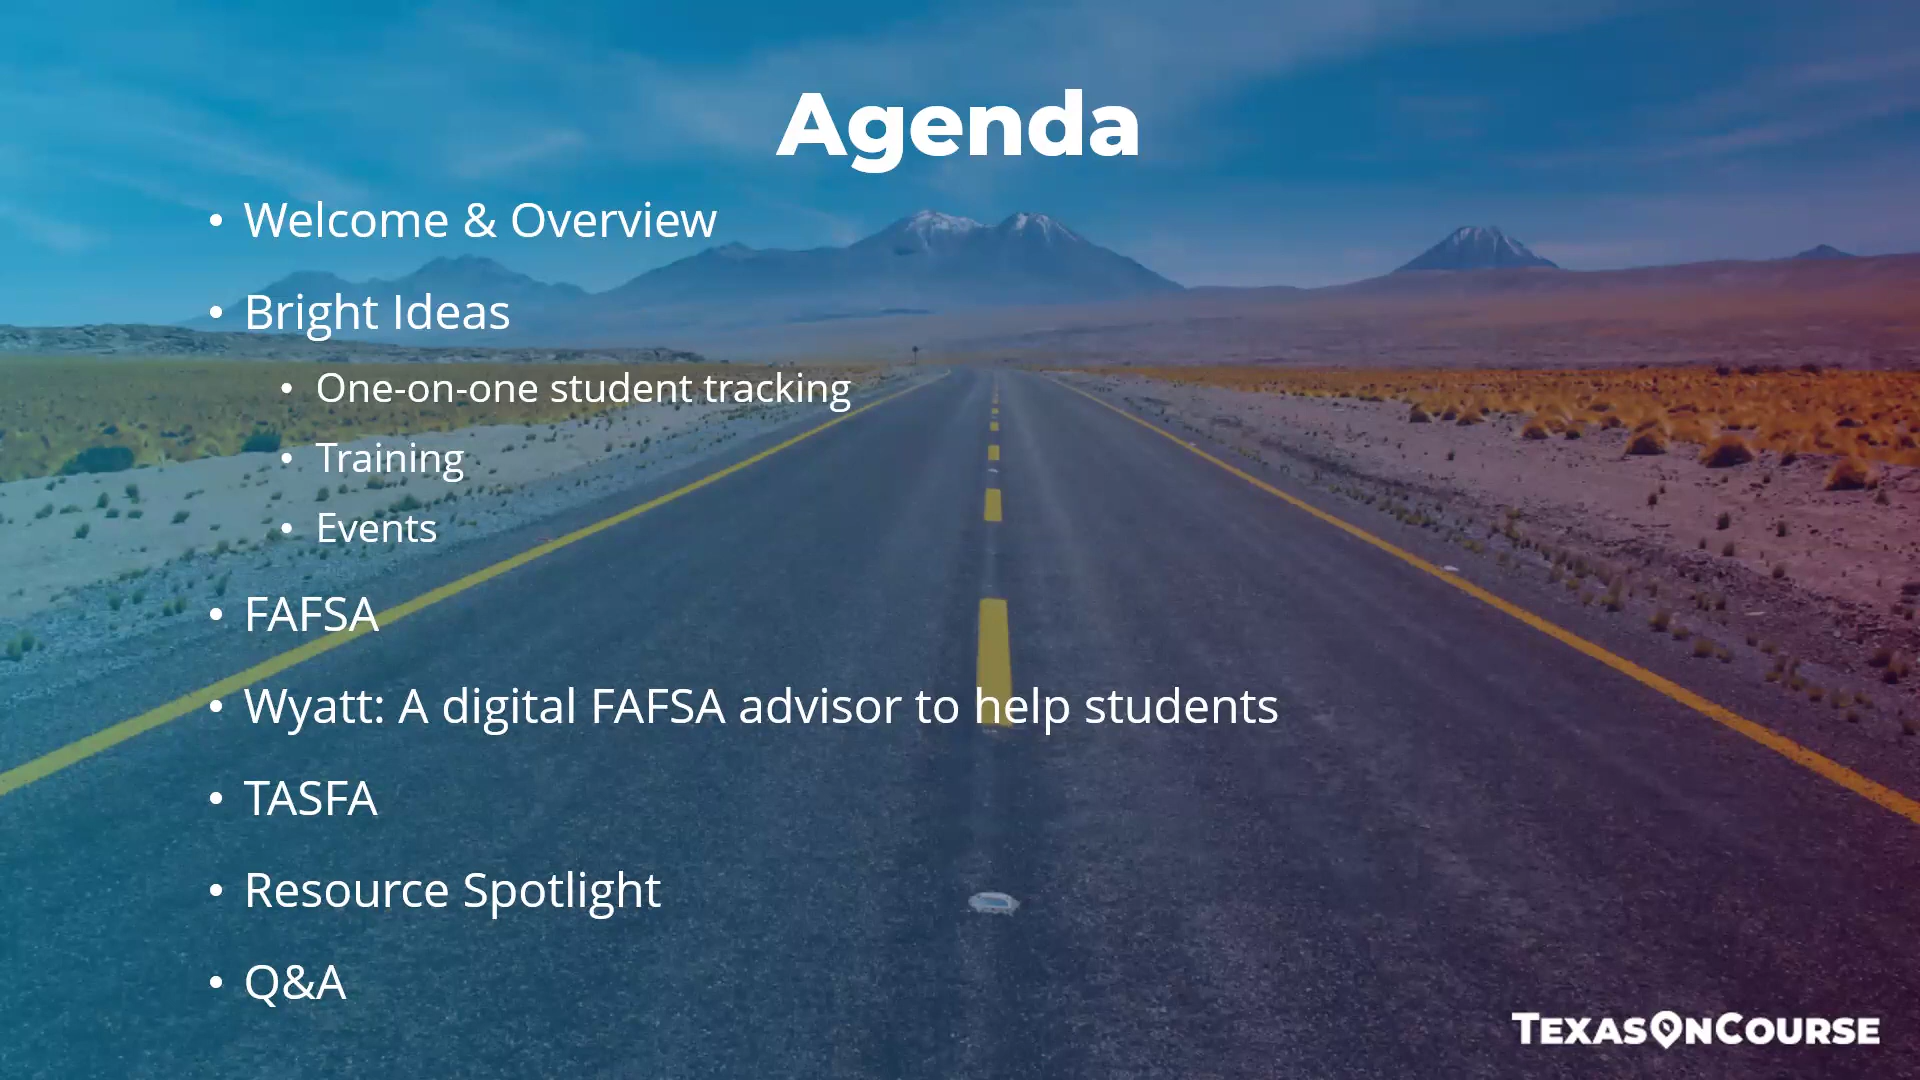 Agenda
• Welcome & Overview
• Bright Ideas
• One-on-one student tracking
• Training
• Events
• FAFSA
• Wyatt: A digital FAFSA advisor to help students
• TASFA
• Resource Spotlight
• Q&A
TEXASONCOURSE